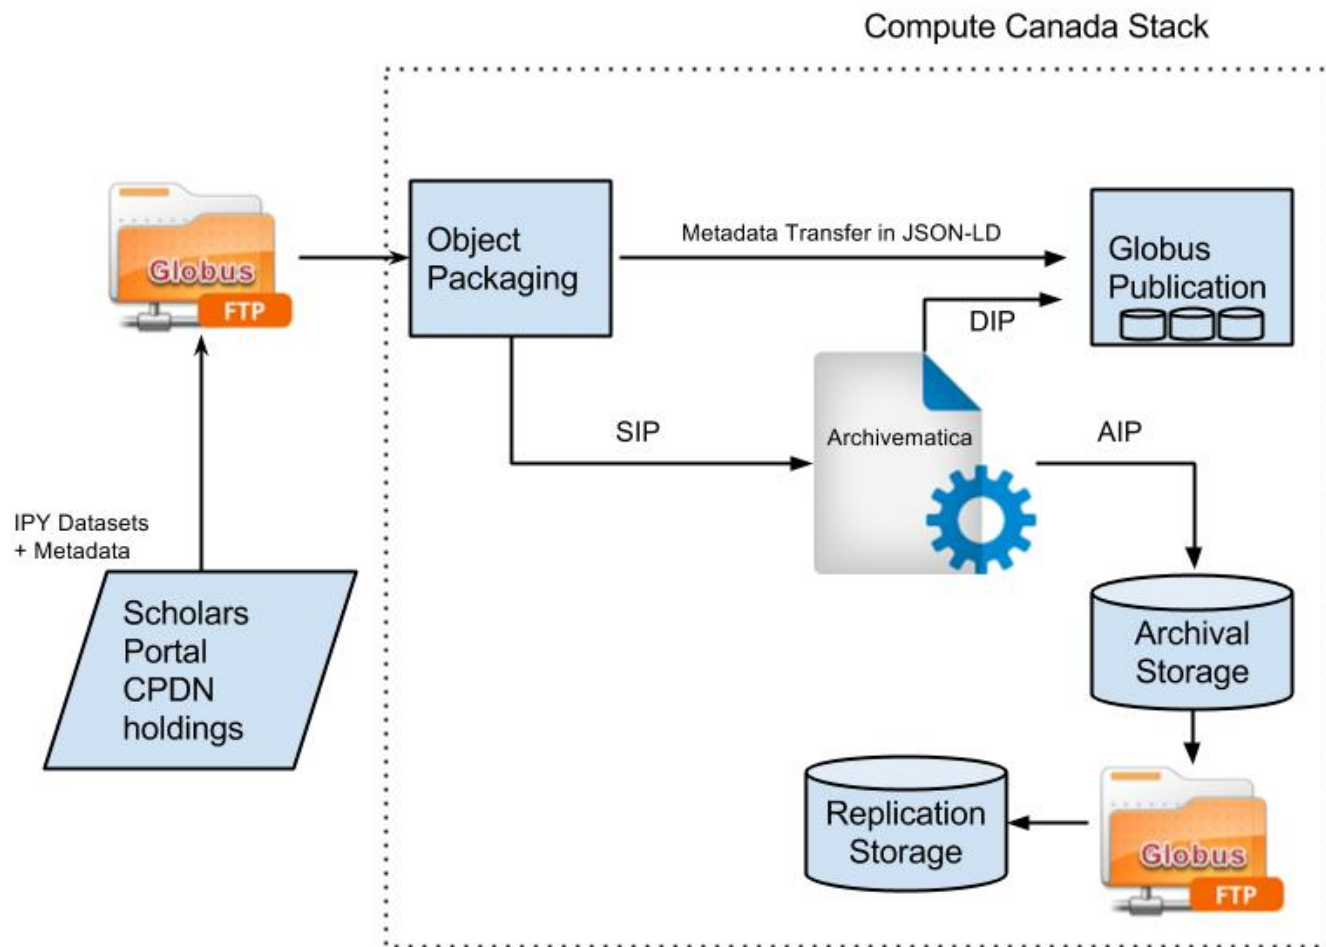 Compute Canada Stack
Globus
FTP
Object
Packaging
Metadata Transfer in JSON-LD
Globus
Publication
DIP
SIP
Archivematica
AIP
IPY Datasets
+ Metadata
Scholars
Portal
CPDN
holdings
Archival
Storage
Replication
Storage
Globus
FTP